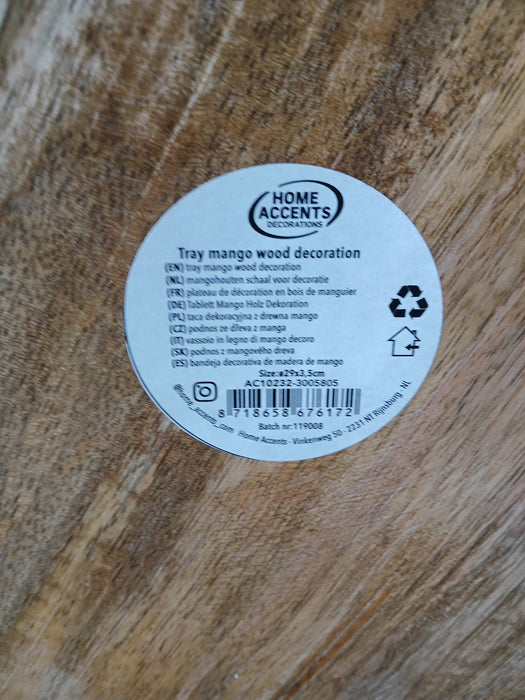 HOME
ACCENTS
DECORATIONS
Tray mango wood decoration
(EN) tray mango wood decoration
(NL) mangohouten schaal voor decoratie
(FR) plateau de décoration en bois de manguier
(DE) Tablett Mango Holz Dekoration
(PL) taca dekoracyjna z drewna mango
(CZ) podnos ze dřeva z manga
(IT) vassoio in legno di mango decoro
(SK) podnos z mangového dreva
(ES) bandeja decorativa de madera de mango
Size:ø29x3,5cm
AC10232-3005805
8 718658 676172
Batch nr:119008
@home_accents_com Home Accents - Vinkenweg 50 - 2231 NT Rijnsburg - NL